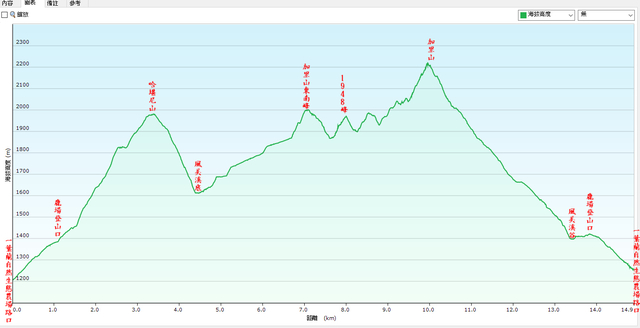 內容 圖表 備註 參考
縮放
海拔高度
無
海拔高度 (m)
2300
2200
2100
2000
1900
1800
1700
1600
1500
1400
1300
1200
0.0 1.0 2.0 3.0 4.0 5.0 6.0 7.0 8.0 9.0 10.0 11.0 12.0 13.0 14.0 14.9
距離 (km)
一葉蘭自然生態農場路口
鹿場登山口
哈堪尼山
風美溪底
加里山東南峰
1948峰
加里山
風美溪谷
鹿場登山口
一葉蘭自然生態農場路口